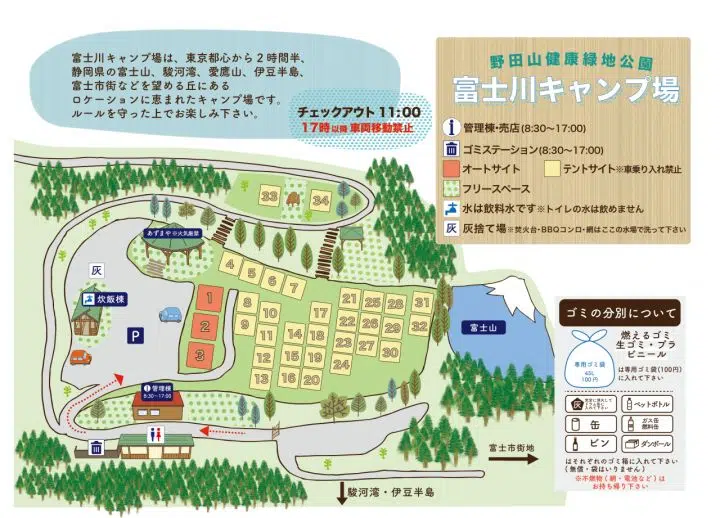 富士川キャンプ場は、東京都心から２時間半、
静岡県の富士山、駿河湾、愛鷹山、伊豆半島、
富士市街などを望める丘にある
ロケーションに恵まれたキャンプ場です。
ルールを守った上でお楽しみ下さい。
チェックアウト 11:00
17時以降 車両移動禁止
野田山健康緑地公園
富士川キャンプ場
管理棟・売店(8:30〜17:00)
ゴミステーション(8:30〜17:00)
オートサイト
テントサイト※車乗り入れ禁止
フリースペース
水は飲料水です※トイレの水は飲めません
灰 灰捨て場※焚火台・BBQコンロ・網はここの水場で洗って下さい
33
34
あずまや※火気厳禁
灰
炊飯棟
P
1
2
3
4
5
6
7
8
9
10
11
12
13
14
15
16
17
18
19
20
21
22
23
24
25
26
27
28
29
30
31
32
富士山
管理棟
8:30〜17:00
富士市街地
駿河湾・伊豆半島
ゴミの分別について
燃えるゴミ
生ゴミ・プラ
ビニール
専用ゴミ袋
45L
100円
は専用ゴミ袋(100円)
に入れて下さい
灰
ペットボトル
缶
ガス缶
燃料缶
ビン
ダンボール
はそれぞれのゴミ箱に入れて下さい
(無償・袋はいりません)
※不燃物(網・電池など)は
お持ち帰り下さい